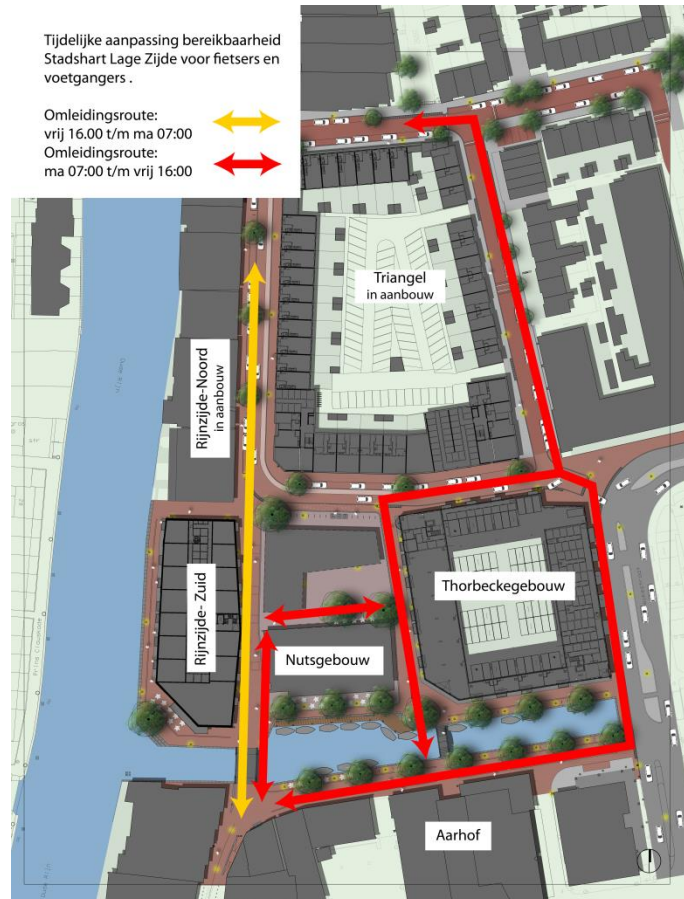 Tijdelijke aanpassing bereikbaarheid
Stadshart Lage Zijde voor fietsers en
voetgangers .
Omleidingsroute:
vrij 16.00 t/m ma 07:00
Omleidingsroute:
ma 07:00 t/m vrij 16:00
Triangel
in aanbouw
Rijnzijde-Noord
in aanbouw
Thorbeckegebouw
Rijnzijde- Zuid
Nutsgebouw
Aarhof